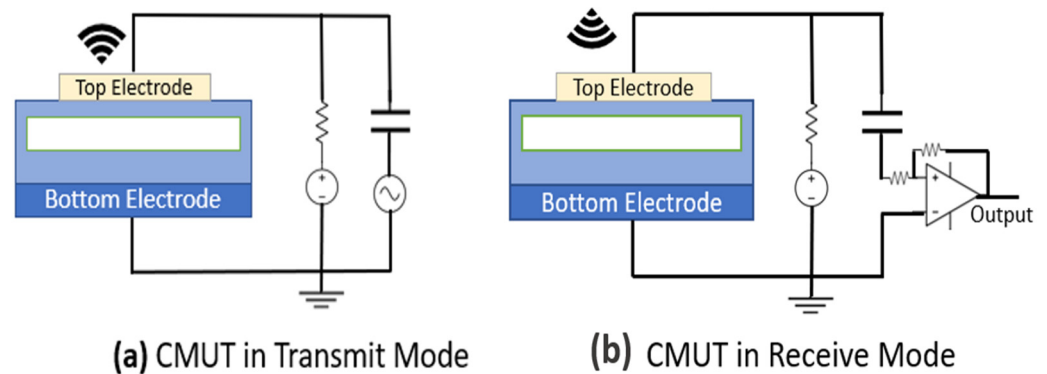 Top Electrode
Bottom Electrode
+
-
(a) CMUT in Transmit Mode
Top Electrode
Bottom Electrode
+
-
+
-
Output
(b) CMUT in Receive Mode